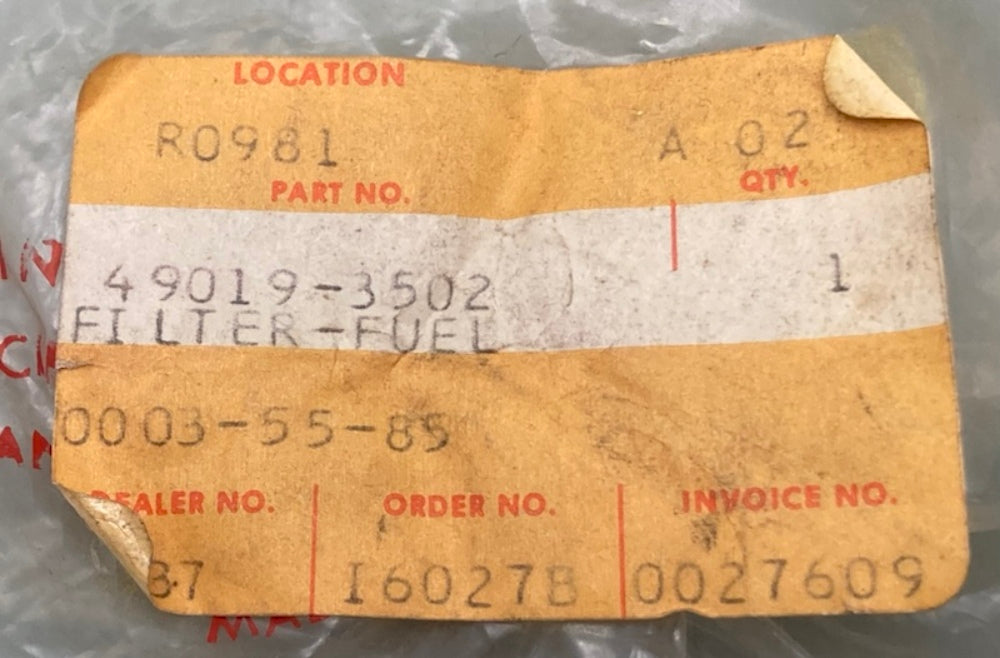 LOCATION
R0981 A 02
PART NO. QTY.
49019-3502 1
FILTER-FUEL
0003-55-85
DEALER NO. ORDER NO. INVOICE NO.
37 I6027B 0027609